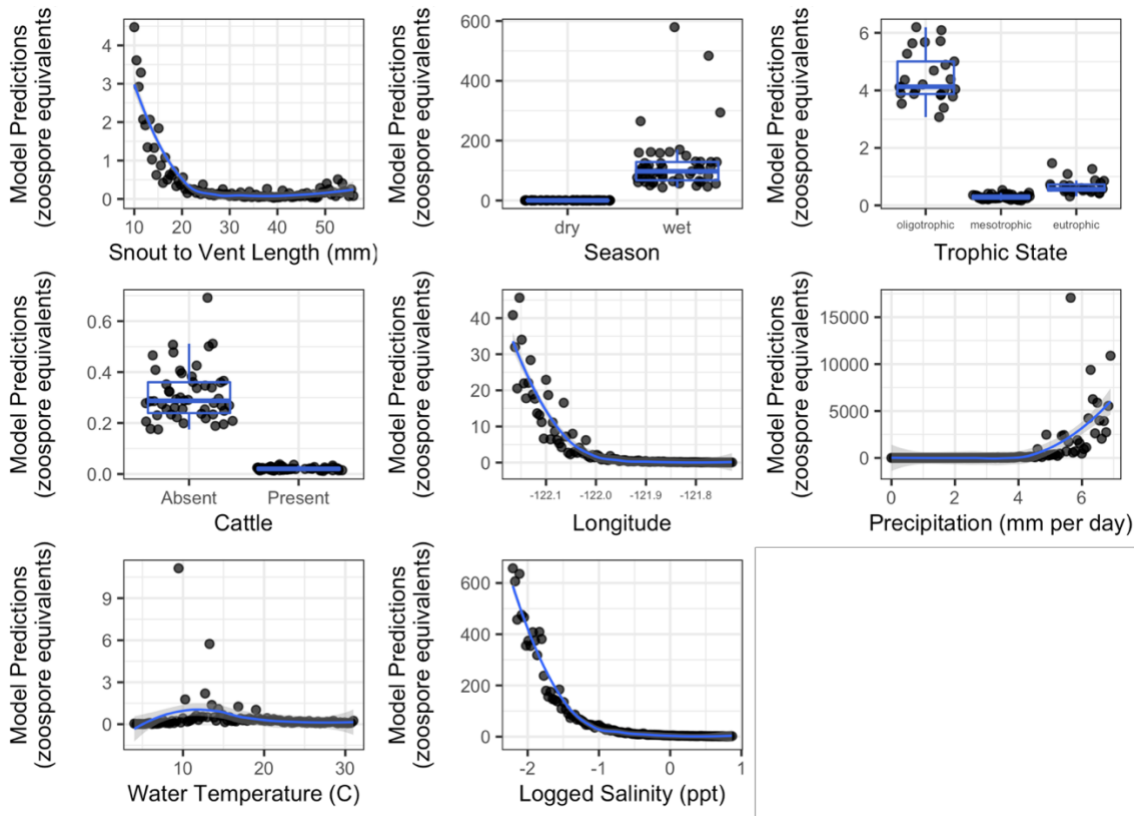 Model Predictions
(zoospore equivalents)
4
3
2
1
0
10 20 30 40 50
Snout to Vent Length (mm)
Model Predictions
(zoospore equivalents)
600
400
200
0
dry wet
Season
Model Predictions
(zoospore equivalents)
6
4
2
0
oligotrophic mesotrophic eutrophic
Trophic State
Model Predictions
(zoospore equivalents)
0.6
0.4
0.2
0.0
Absent Present
Cattle
Model Predictions
(zoospore equivalents)
40
30
20
10
0
-122.1 -122.0 -121.9 -121.8
Longitude
Model Predictions
(zoospore equivalents)
15000
10000
5000
0
0 2 4 6
Precipitation (mm per day)
Model Predictions
(zoospore equivalents)
9
6
3
0
10 20 30
Water Temperature (C)
Model Predictions
(zoospore equivalents)
600
400
200
0
-2 -1 0 1
Logged Salinity (ppt)